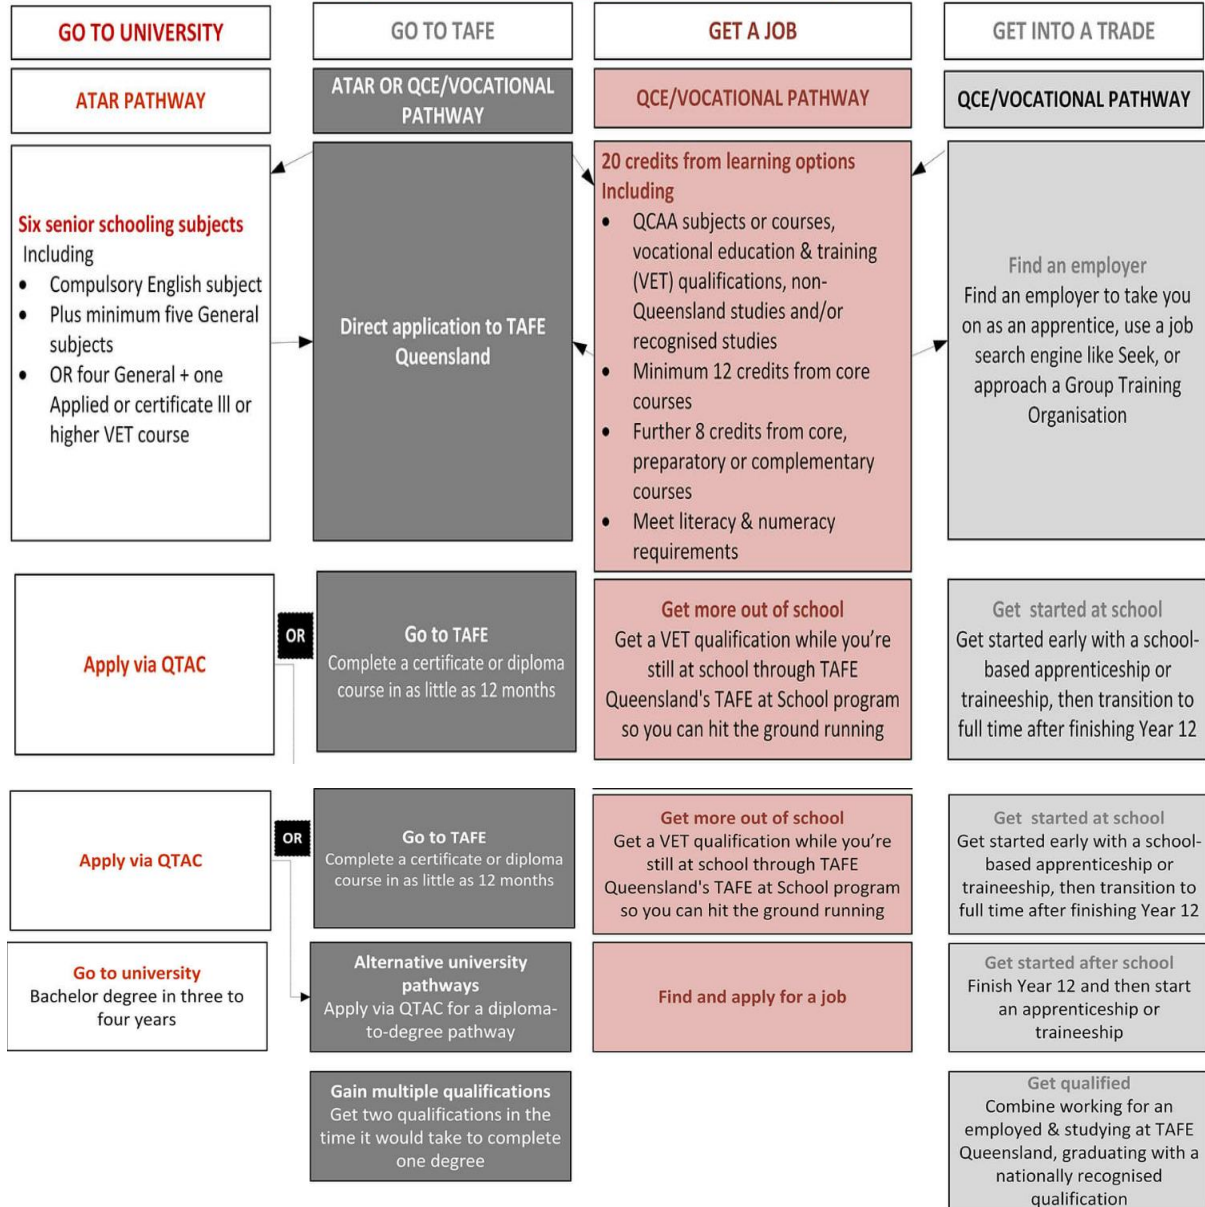 GO TO UNIVERSITY
GO TO TAFE
GET A JOB
GET INTO A TRADE
ATAR PATHWAY
ATAR OR QCE/VOCATIONAL
PATHWAY
QCE/VOCATIONAL PATHWAY
QCE/VOCATIONAL PATHWAY
Six senior schooling subjects
Including
• Compulsory English subject
• Plus minimum five General
subjects
• OR four General + one
Applied or certificate lll or
higher VET course
Direct application to TAFE
Queensland
20 credits from learning options
Including
• QCAA subjects or courses,
vocational education & training
(VET) qualifications, non-
Queensland studies and/or
recognised studies
• Minimum 12 credits from core
courses
• Further 8 credits from core,
preparatory or complementary
courses
• Meet literacy & numeracy
requirements
Find an employer
Find an employer to take you
on as an apprentice, use a job
search engine like Seek, or
approach a Group Training
Organisation
Apply via QTAC
OR
Go to TAFE
Complete a certificate or diploma
course in as little as 12 months
Get more out of school
Get a VET qualification while you're
still at school through TAFE
Queensland's TAFE at School program
so you can hit the ground running
Get started at school
Get started early with a school-
based apprenticeship or
traineeship, then transition to
full time after finishing Year 12
Apply via QTAC
OR
Go to TAFE
Complete a certificate or diploma
course in as little as 12 months
Get more out of school
Get a VET qualification while you're
still at school through TAFE
Queensland's TAFE at School program
so you can hit the ground running
Get started at school
Get started early with a school-
based apprenticeship or
traineeship, then transition to
full time after finishing Year 12
Go to university
Bachelor degree in three to
four years
Alternative university
pathways
Apply via QTAC for a diploma-
to-degree pathway
Find and apply for a job
Get started after school
Finish Year 12 and then start
an apprenticeship or
traineeship
Gain multiple qualifications
Get two qualifications in the
time it would take to complete
one degree
Get qualified
Combine working for an
employed & studying at TAFE
Queensland, graduating with a
nationally recognised
qualification